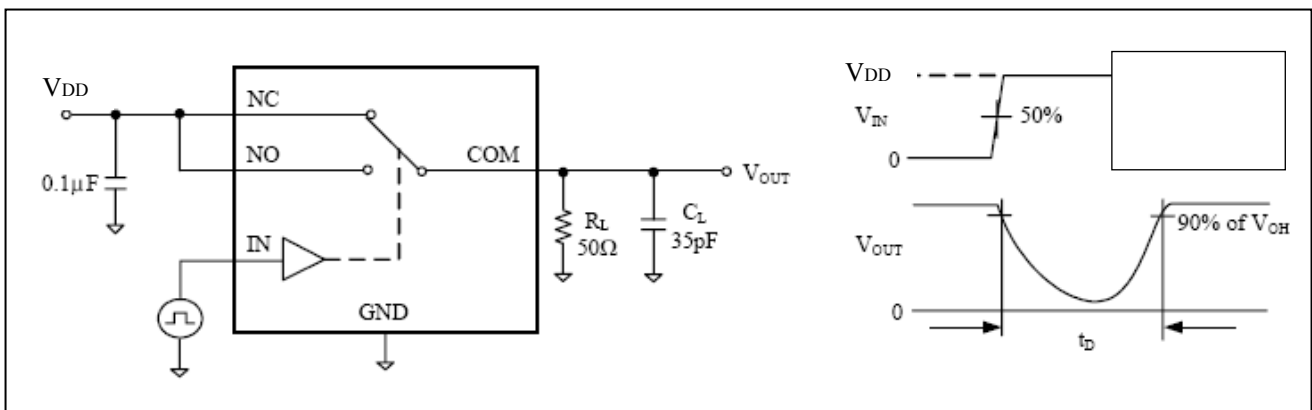 VDD
NC
NO
COM
0.1µF
IN
GND
RL
50Ω
CL
35pF
VOUT
VDD
VIN
50%
0
VOUT
90% of VOH
0
tD